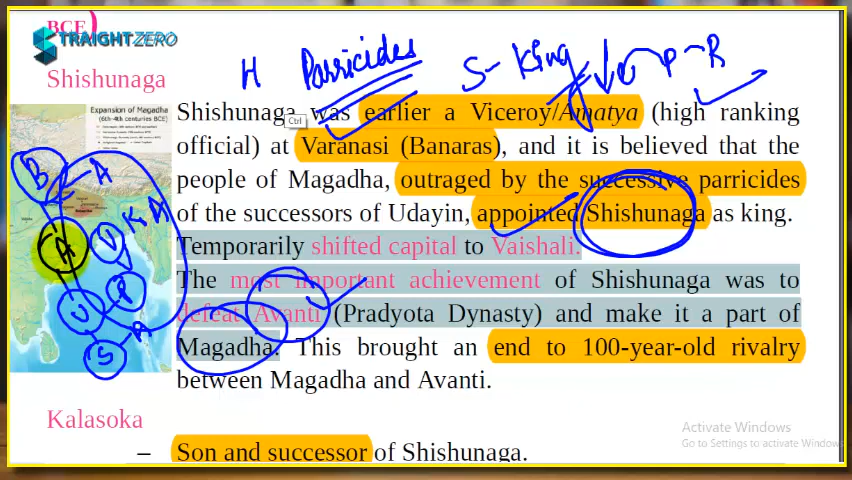 BCE)
STRAIGHTZERO
Shishunaga
H Parricides S- King P-R
Expansion of Magadha
(6th-4th centuries BCE)
Shishunaga was earlier a Viceroy/Amatya (high ranking
Ctrl
official) at Varanasi (Banaras), and it is believed that the
people of Magadha, outraged by the successive parricides
of the successors of Udayin, appointed Shishunaga as king.
Temporarily shifted capital to Vaishali.
The most important achievement of Shishunaga was to
defeat Avanti (Pradyota Dynasty) and make it a part of
Magadha. This brought an end to 100-year-old rivalry
between Magadha and Avanti.
B A
A V K A
U P
S A
Kalasoka
Activate Windows
Go to Settings to activate Windows
– Son and successor of Shishunaga.